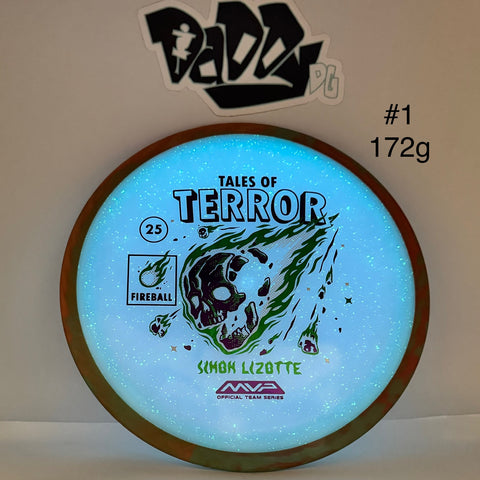 DADDY
DG
#1
172g
TALES OF
TERROR
25
FIREBALL
SIMON LIZOTTE
MVP
OFFICIAL TEAM SERIES